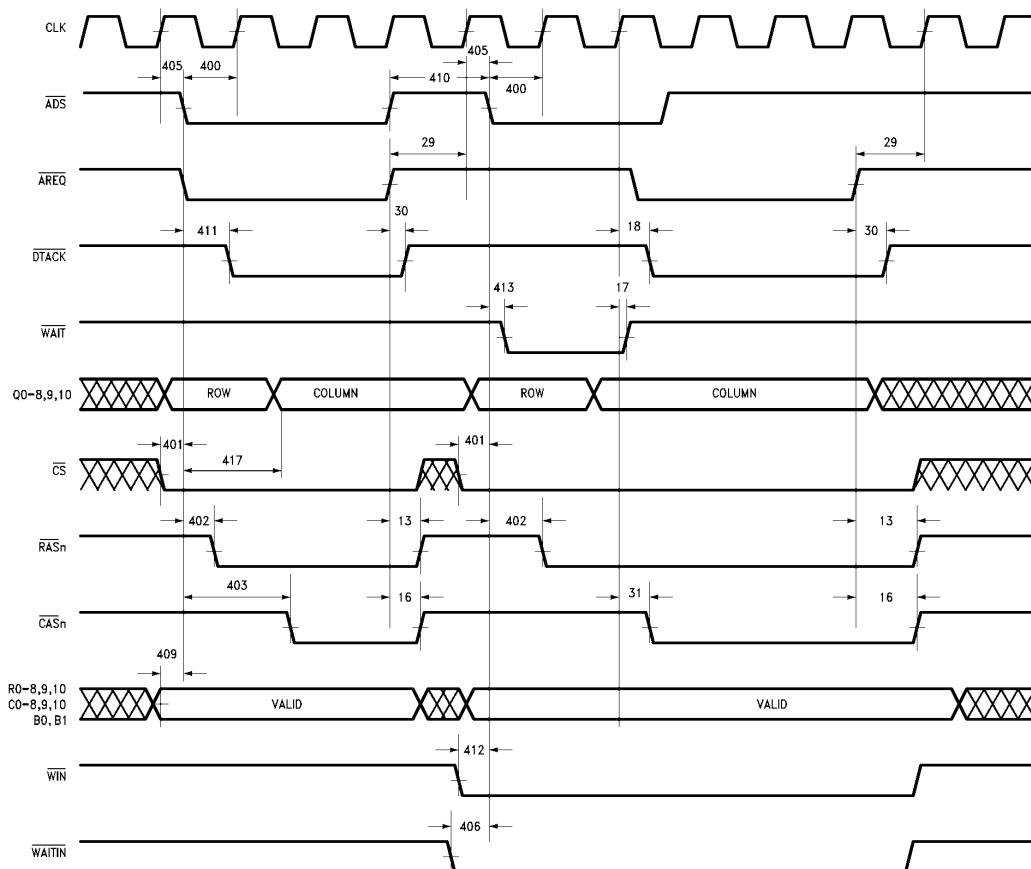 CLK
405
400
405
410
400
ADS
29
29
AREQ
30
411
18
30
DTACK
413
17
WAIT
Q0-8,9,10
ROW
COLUMN
ROW
COLUMN
401
401
417
CS
402
13
402
13
RASn
403
16
31
16
CASn
409
R0-8,9,10
C0-8,9,10
B0, B1
VALID
VALID
412
WIN
406
WAITIN